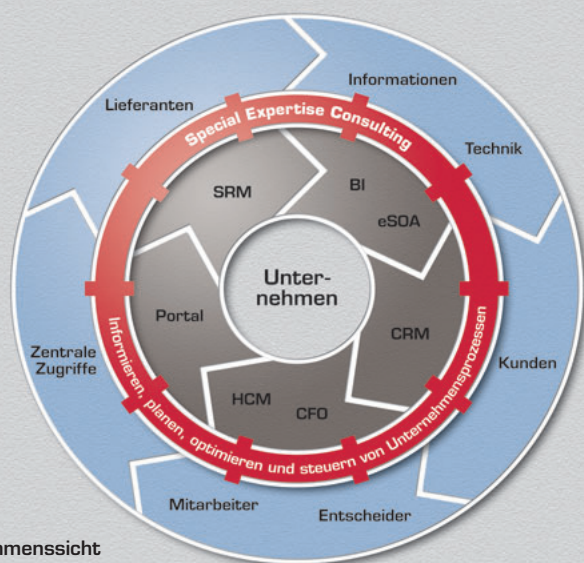 Informationen
Lieferanten
Special Expertise Consulting
Technik
SRM
BI
eSOA
Unter-
nehmen
Portal
CRM
Zentrale
Zugriffe
Kunden
HCM
CFO
Informieren, planen, optimieren und steuern von Unternehmensprozessen
Mitarbeiter
Entscheider
hmenssicht